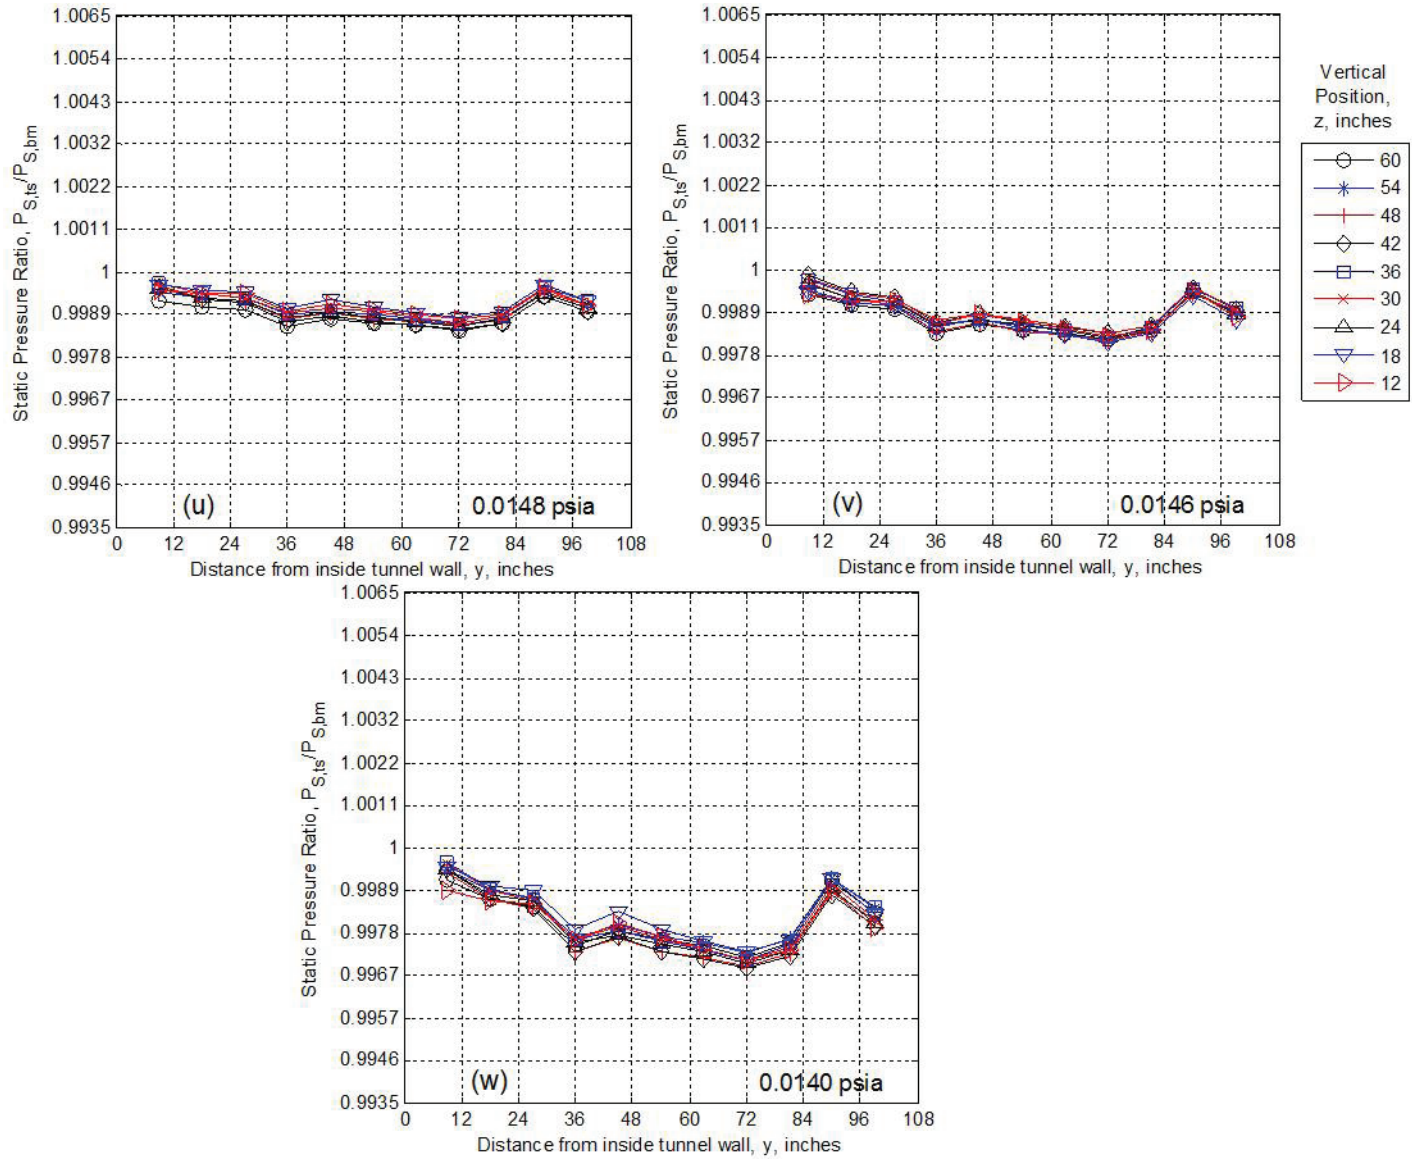 1.0065
1.0054
1.0043
1.0032
1.0022
1.0011
1
0.9989
0.9978
0.9967
0.9957
0.9946
0.9935
Static Pressure Ratio, P_S,ts/P_S,bm
(u)
0.0148 psia
0 12 24 36 48 60 72 84 96 108
Distance from inside tunnel wall, y, inches
1.0065
1.0054
1.0043
1.0032
1.0022
1.0011
1
0.9989
0.9978
0.9967
0.9957
0.9946
0.9935
Static Pressure Ratio, P_S,ts/P_S,bm
(v)
0.0146 psia
0 12 24 36 48 60 72 84 96 108
Distance from inside tunnel wall, y, inches
Vertical
Position,
z, inches
60
54
48
42
36
30
24
18
12
1.0065
1.0054
1.0043
1.0032
1.0022
1.0011
1
0.9989
0.9978
0.9967
0.9957
0.9946
0.9935
Static Pressure Ratio, P_S,ts/P_S,bm
(w)
0.0140 psia
0 12 24 36 48 60 72 84 96 108
Distance from inside tunnel wall, y, inches